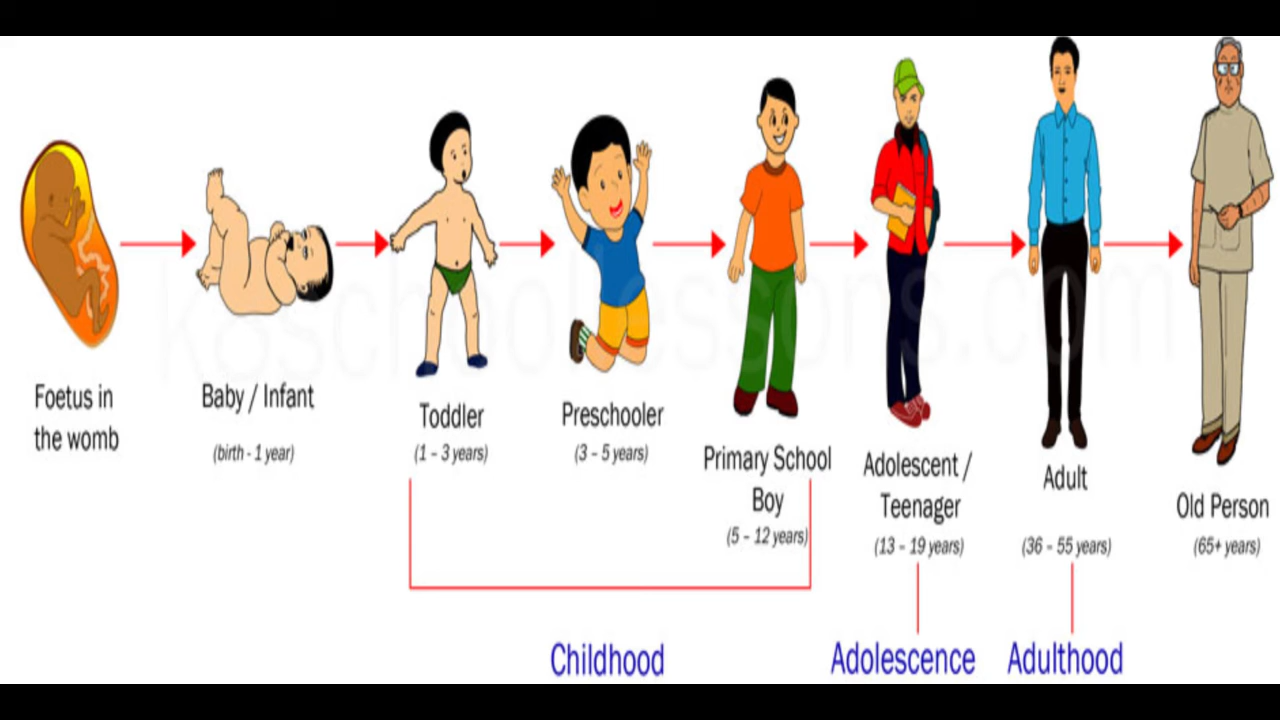 k8schoollessons.com
Foetus in
the womb
Baby / Infant
(birth - 1 year)
Toddler
(1 – 3 years)
Preschooler
(3 – 5 years)
Primary School
Boy
(5 – 12 years)
Adolescent /
Teenager
(13 – 19 years)
Adult
(36 – 55 years)
Old Person
(65+ years)
Childhood
Adolescence
Adulthood